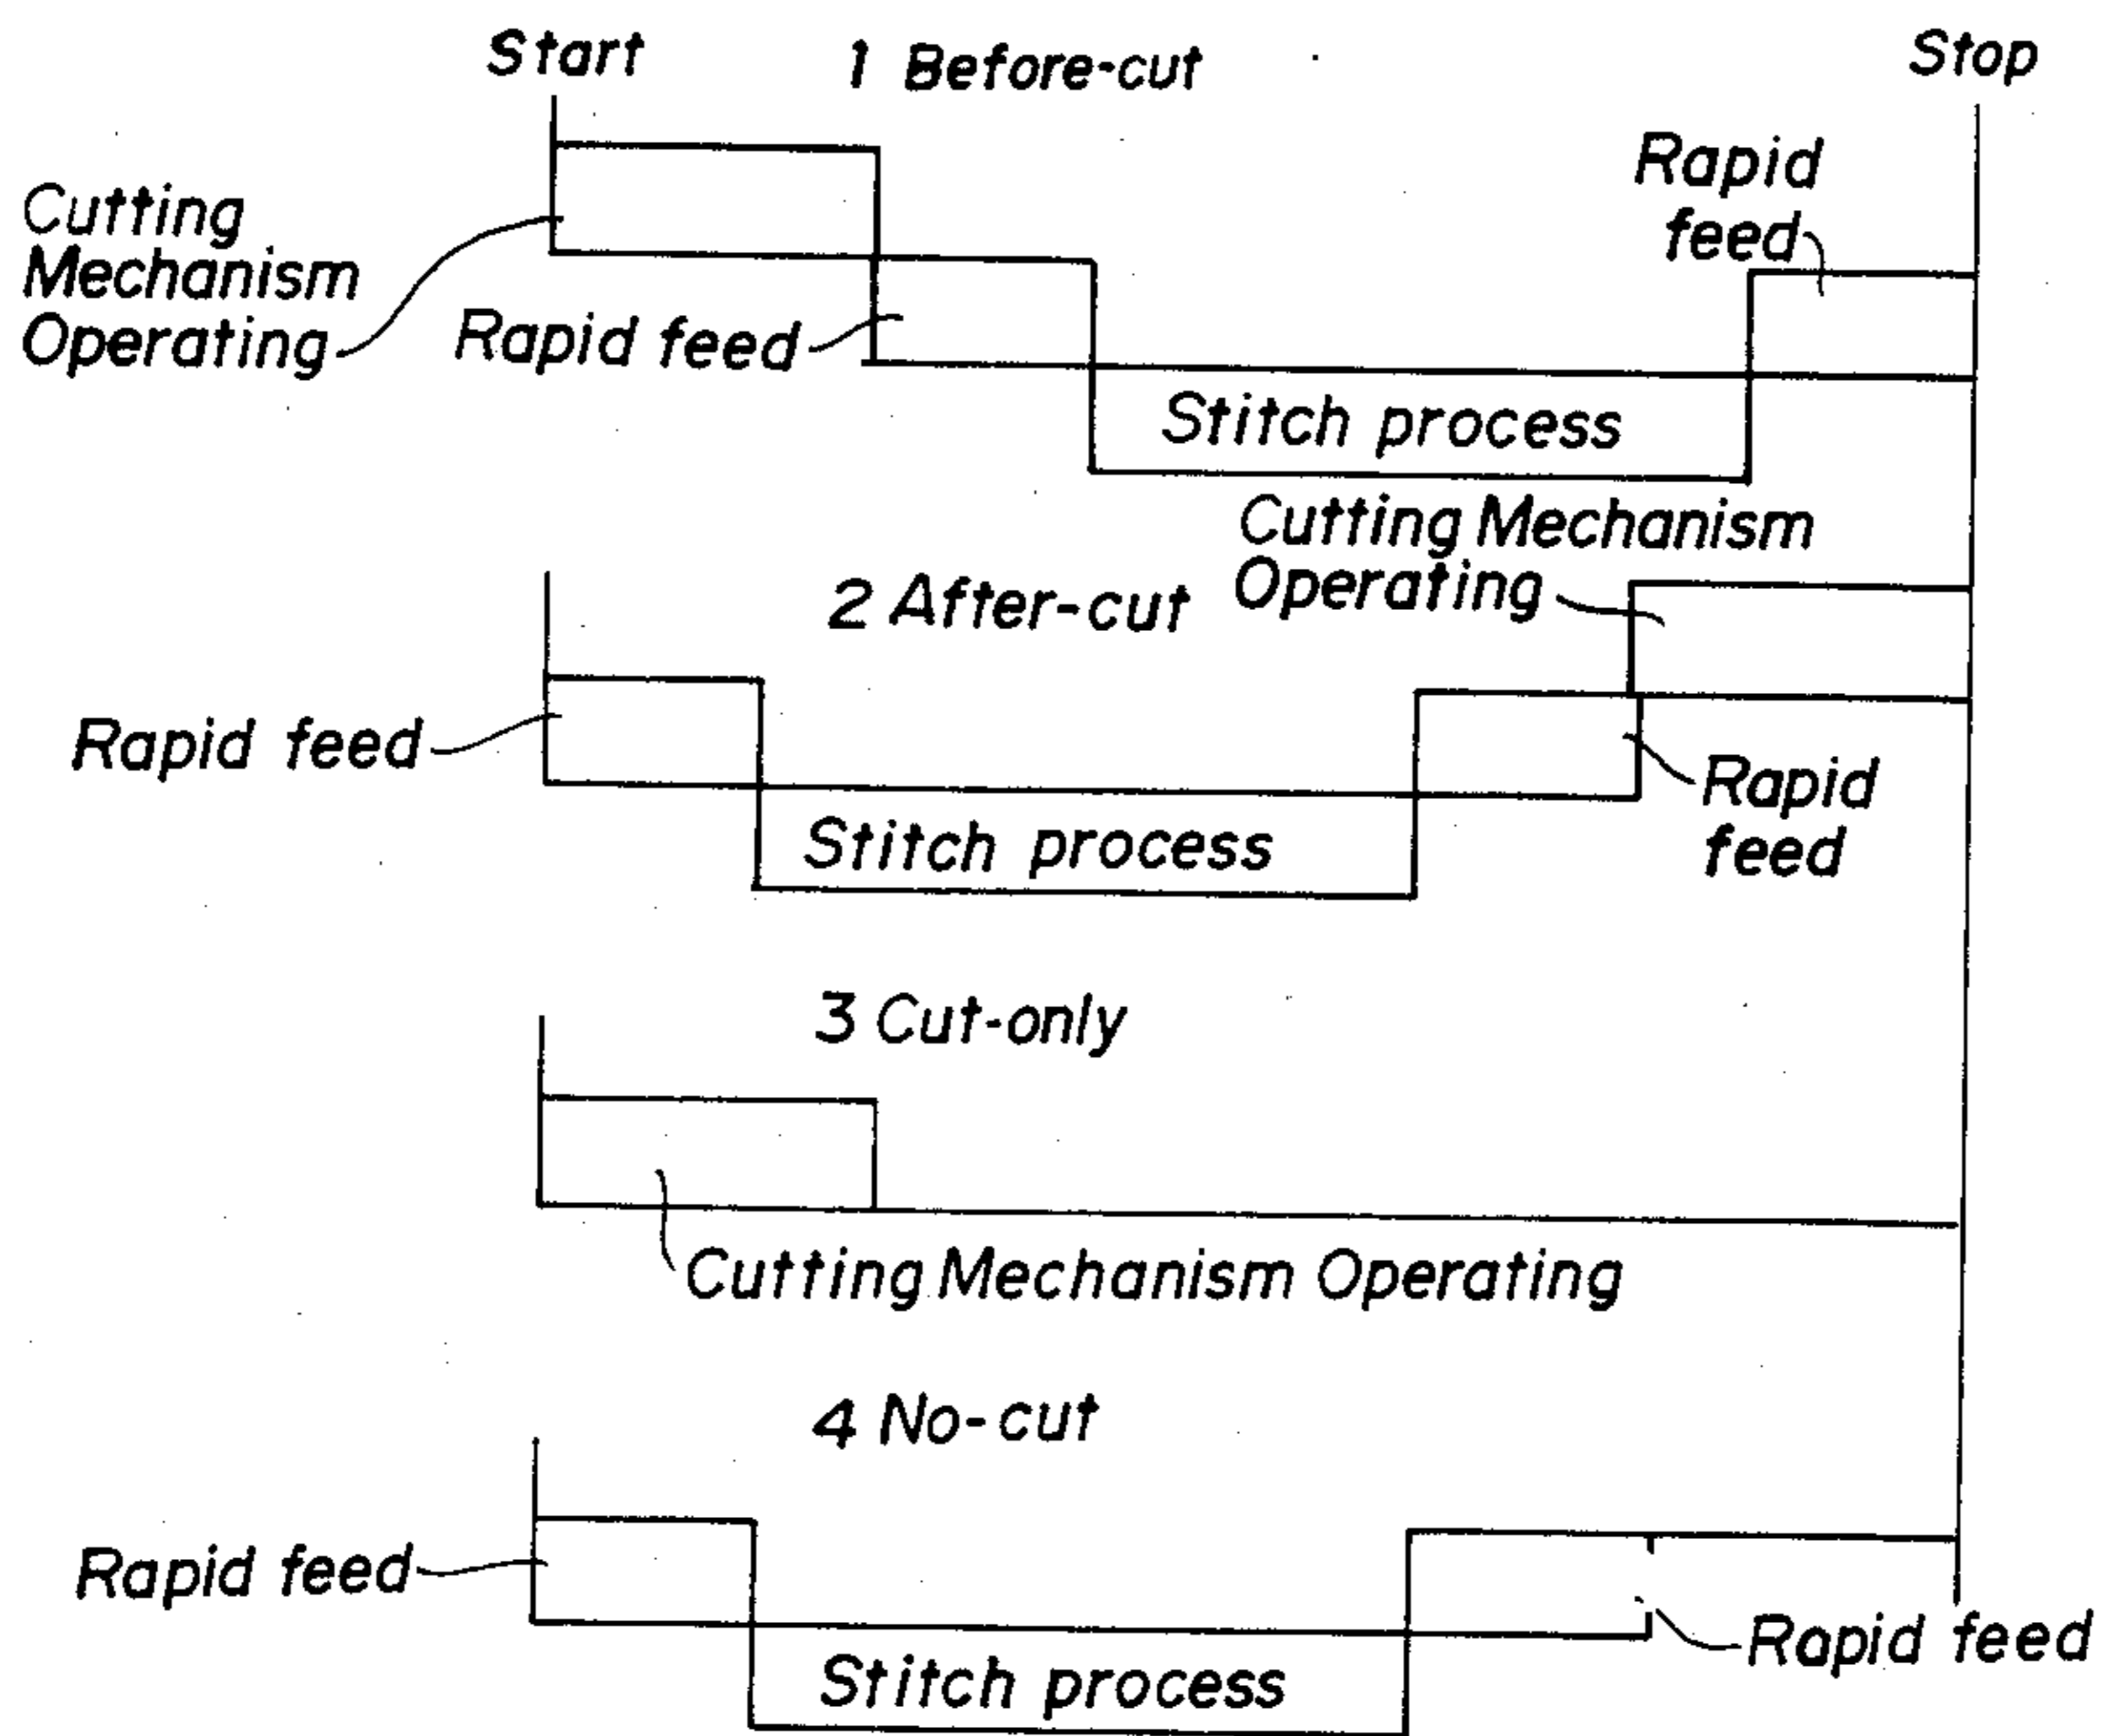 Start
1 Before-cut
Stop
Rapid
feed
Cutting
Mechanism
Operating
Rapid feed
Stitch process
Cutting Mechanism
Operating
2 After-cut
Rapid feed
Rapid
feed
Stitch process
3 Cut-only
Cutting Mechanism Operating
4 No-cut
Rapid feed
Rapid feed
Stitch process